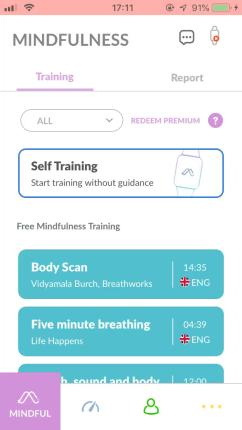 17:11
91%
MINDFULNESS
Training
Report
ALL
REDEEM PREMIUM ?
Self Training
Start training without guidance
Free Mindfulness Training
Body Scan
14:35
Vidyamala Burch, Breathworks
ENG
Five minute breathing
04:39
Life Happens
ENG
sound and body
12:00
MINDFUL